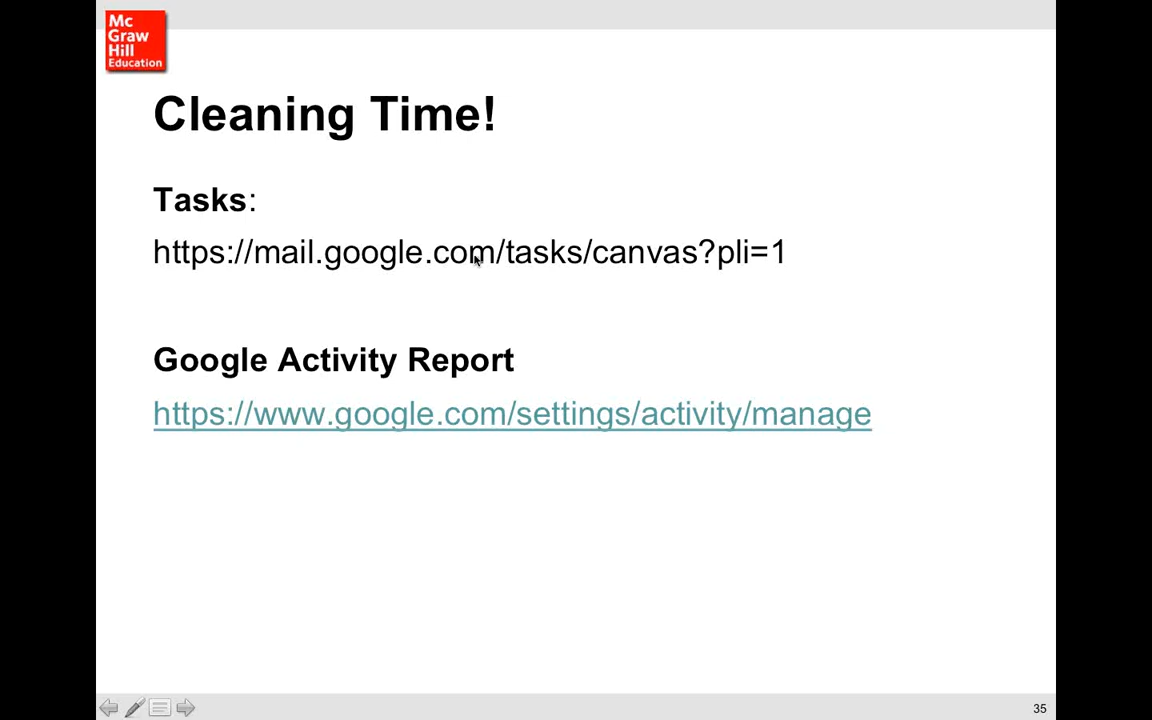 Mc
Graw
Hill
Education
Cleaning Time!
Tasks:
https://mail.google.com/tasks/canvas?pli=1
Google Activity Report
https://www.google.com/settings/activity/manage
35